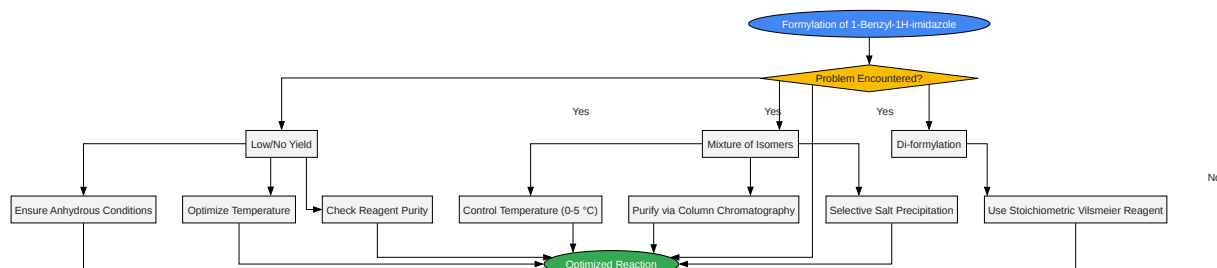 Formylation of 1-Benzyl-1H-imidazole
Problem Encountered?
Yes
Yes
Yes
Low/No Yield
Mixture of Isomers
Di-formylation
No
Ensure Anhydrous Conditions
Optimize Temperature
Check Reagent Purity
Control Temperature (0-5 °C)
Purify via Column Chromatography
Selective Salt Precipitation
Use Stoichiometric Vilsmeier Reagent
Optimized Reaction